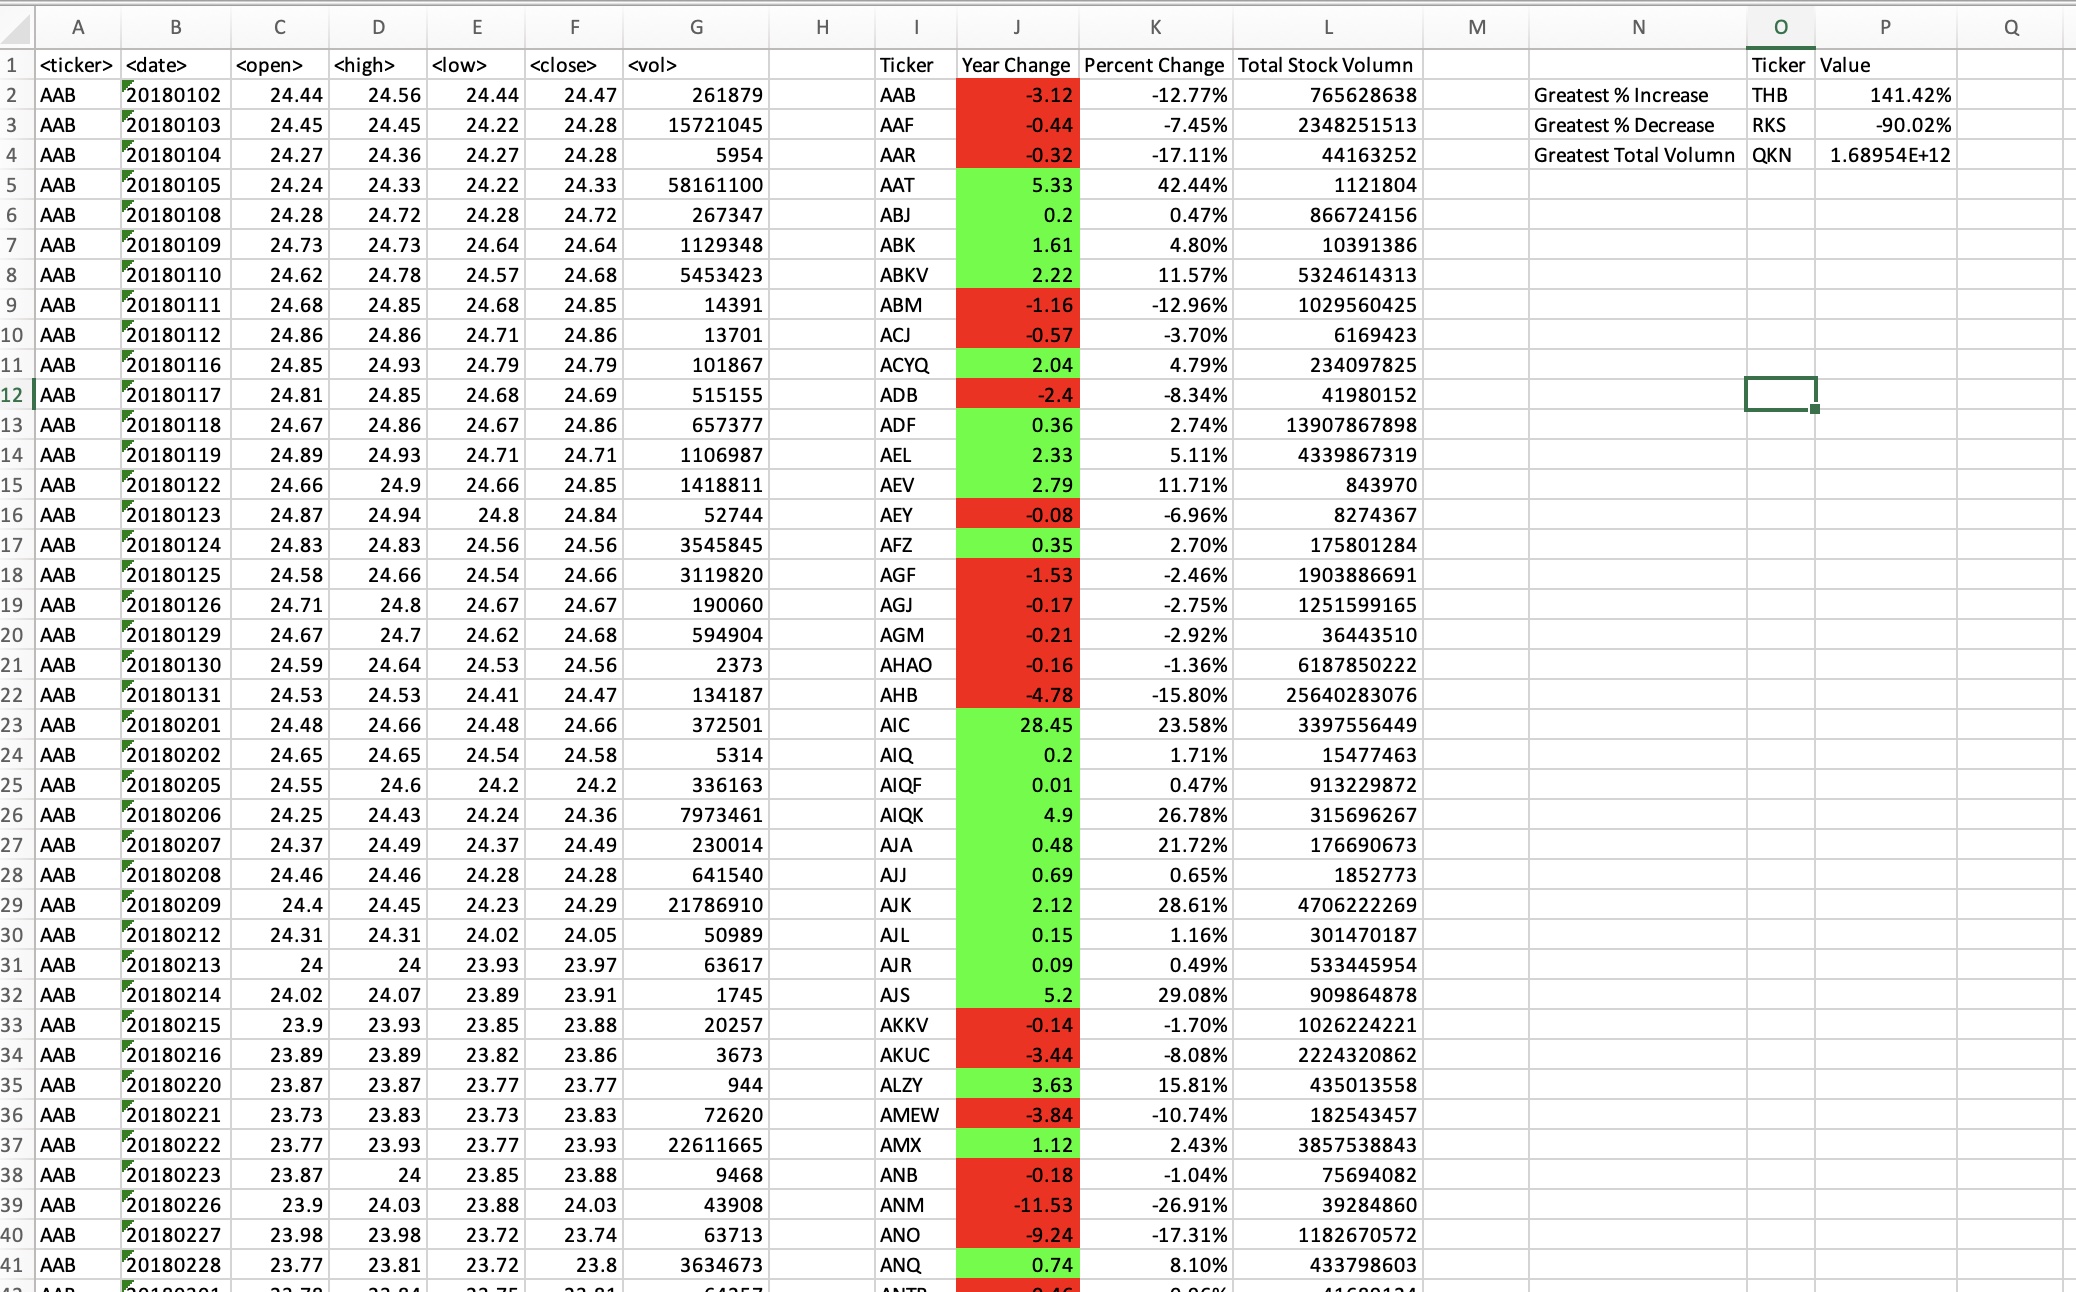 A B C D E F G H I J K L M N O P Q
1 <ticker> <date> <open> <high> <low> <close> <vol> Ticker Year Change Percent Change Total Stock Volumn Ticker Value
2 AAB 20180102 24.44 24.56 24.44 24.47 261879 AAB -3.12 -12.77% 765628638 Greatest % Increase THB 141.42%
3 AAB 20180103 24.45 24.45 24.22 24.28 15721045 AAF -0.44 -7.45% 2348251513 Greatest % Decrease RKS -90.02%
4 AAB 20180104 24.27 24.36 24.27 24.28 5954 AAR -0.32 -17.11% 44163252 Greatest Total Volumn QKN 1.68954E+12
5 AAB 20180105 24.24 24.33 24.22 24.33 58161100 AAT 5.33 42.44% 1121804
6 AAB 20180108 24.28 24.72 24.28 24.72 267347 ABJ 0.2 0.47% 866724156
7 AAB 20180109 24.73 24.73 24.64 24.64 1129348 ABK 1.61 4.80% 10391386
8 AAB 20180110 24.62 24.78 24.57 24.68 5453423 ABKV 2.22 11.57% 5324614313
9 AAB 20180111 24.68 24.85 24.68 24.85 14391 ABM -1.16 -12.96% 1029560425
10 AAB 20180112 24.86 24.86 24.71 24.86 13701 ACJ -0.57 -3.70% 6169423
11 AAB 20180116 24.85 24.93 24.79 24.79 101867 ACYQ 2.04 4.79% 234097825
12 AAB 20180117 24.81 24.85 24.68 24.69 515155 ADB -2.4 -8.34% 41980152
13 AAB 20180118 24.67 24.86 24.67 24.86 657377 ADF 0.36 2.74% 13907867898
14 AAB 20180119 24.89 24.93 24.71 24.71 1106987 AEL 2.33 5.11% 4339867319
15 AAB 20180122 24.66 24.9 24.66 24.85 1418811 AEV 2.79 11.71% 843970
16 AAB 20180123 24.87 24.94 24.8 24.84 52744 AEY -0.08 -6.96% 8274367
17 AAB 20180124 24.83 24.83 24.56 24.56 3545845 AFZ 0.35 2.70% 175801284
18 AAB 20180125 24.58 24.66 24.54 24.66 3119820 AGF -1.53 -2.46% 1903886691
19 AAB 20180126 24.71 24.8 24.67 24.67 190060 AGJ -0.17 -2.75% 1251599165
20 AAB 20180129 24.67 24.7 24.62 24.68 594904 AGM -0.21 -2.92% 36443510
21 AAB 20180130 24.59 24.64 24.53 24.56 2373 AHAO -0.16 -1.36% 6187850222
22 AAB 20180131 24.53 24.53 24.41 24.47 134187 AHB -4.78 -15.80% 25640283076
23 AAB 20180201 24.48 24.66 24.48 24.66 372501 AIC 28.45 23.58% 3397556449
24 AAB 20180202 24.65 24.65 24.54 24.58 5314 AIQ 0.2 1.71% 15477463
25 AAB 20180205 24.55 24.6 24.2 24.2 336163 AIQF 0.01 0.47% 913229872
26 AAB 20180206 24.25 24.43 24.24 24.36 7973461 AIQK 4.9 26.78% 315696267
27 AAB 20180207 24.37 24.49 24.37 24.49 230014 AJA 0.48 21.72% 176690673
28 AAB 20180208 24.46 24.46 24.28 24.28 641540 AJJ 0.69 0.65% 1852773
29 AAB 20180209 24.4 24.45 24.23 24.29 21786910 AJK 2.12 28.61% 4706222269
30 AAB 20180212 24.31 24.31 24.02 24.05 50989 AJL 0.15 1.16% 301470187
31 AAB 20180213 24 24 23.93 23.97 63617 AJR 0.09 0.49% 533445954
32 AAB 20180214 24.02 24.07 23.89 23.91 1745 AJS 5.2 29.08% 909864878
33 AAB 20180215 23.9 23.93 23.85 23.88 20257 AKKV -0.14 -1.70% 1026224221
34 AAB 20180216 23.89 23.89 23.82 23.86 3673 AKUC -3.44 -8.08% 2224320862
35 AAB 20180220 23.87 23.87 23.77 23.77 944 ALZY 3.63 15.81% 435013558
36 AAB 20180221 23.73 23.83 23.73 23.83 72620 AMEW -3.84 -10.74% 182543457
37 AAB 20180222 23.77 23.93 23.77 23.93 22611665 AMX 1.12 2.43% 3857538843
38 AAB 20180223 23.87 24 23.85 23.88 9468 ANB -0.18 -1.04% 75694082
39 AAB 20180226 23.9 24.03 23.88 24.03 43908 ANM -11.53 -26.91% 39284860
40 AAB 20180227 23.98 23.98 23.72 23.74 63713 ANO -9.24 -17.31% 1182670572
41 AAB 20180228 23.77 23.81 23.72 23.8 3634673 ANQ 0.74 8.10% 433798603